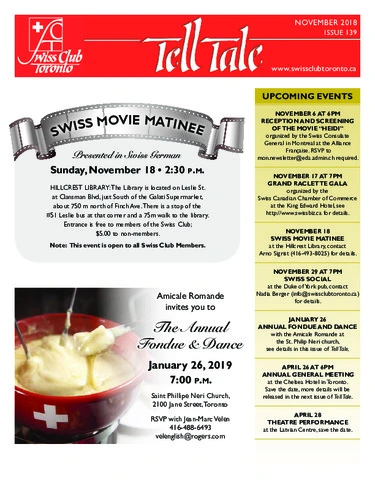 Swiss Club
Toronto
Tell Tale
NOVEMBER 2018
ISSUE 139
www.swissclubtoronto.ca
SWISS MOVIE MATINEE
Presented in Swiss German
Sunday, November 18 • 2:30 P.M.
HILLCREST LIBRARY: The Library is located on Leslie St.
at Clansman Blvd, just South of the Galati Supermarket,
about 750 m north of Finch Ave. There is a stop of the
#51 Leslie bus at that corner and a 75m walk to the library.
Entrance is free to members of the Swiss Club;
$5.00 to non-members.
Note: This event is open to all Swiss Club Members.
Amicale Romande
invites you to
The Annual
Fondue & Dance
January 26, 2019
7:00 P.M.
Saint Phillipe Neri Church,
2100 Jane Street, Toronto
RSVP with Jean-Marc Velen
416-488-6493
velenglish@rogers.com
UPCOMING EVENTS
NOVEMBER 6 AT 6PM
RECEPTION AND SCREENING
OF THE MOVIE "HEIDI"
organized by the Swiss Consulate
General in Montreal at the Alliance
Française. RSVP to
mon.newsletter@eda.admin.ch required.
NOVEMBER 17 AT 7PM
GRAND RACLETTE GALA
organized by the
Swiss Canadian Chamber of Commerce
at the King Edward Hotel, see
http://www.swissbiz.ca for details.
NOVEMBER 18
SWISS MOVIE MATINEE
at the Hillcrest Library, contact
Arno Sigrist (416-493-8025) for details.
NOVEMBER 29 AT 7PM
SWISS SOCIAL
at the Duke of York pub, contact
Nadia Berger (info@swissclubtoronto.ca)
for details.
JANUARY 26
ANNUAL FONDUE AND DANCE
with the Amicale Romande at
the St. Philip Neri church,
see details in this issue of TellTale.
APRIL 26 AT 6PM
ANNUAL GENERAL MEETING
at the Chelsea Hotel in Toronto.
Save the date, more details will be
released in the next issue of TellTale.
APRIL 28
THEATRE PERFORMANCE
at the Latvian Centre, save the date.